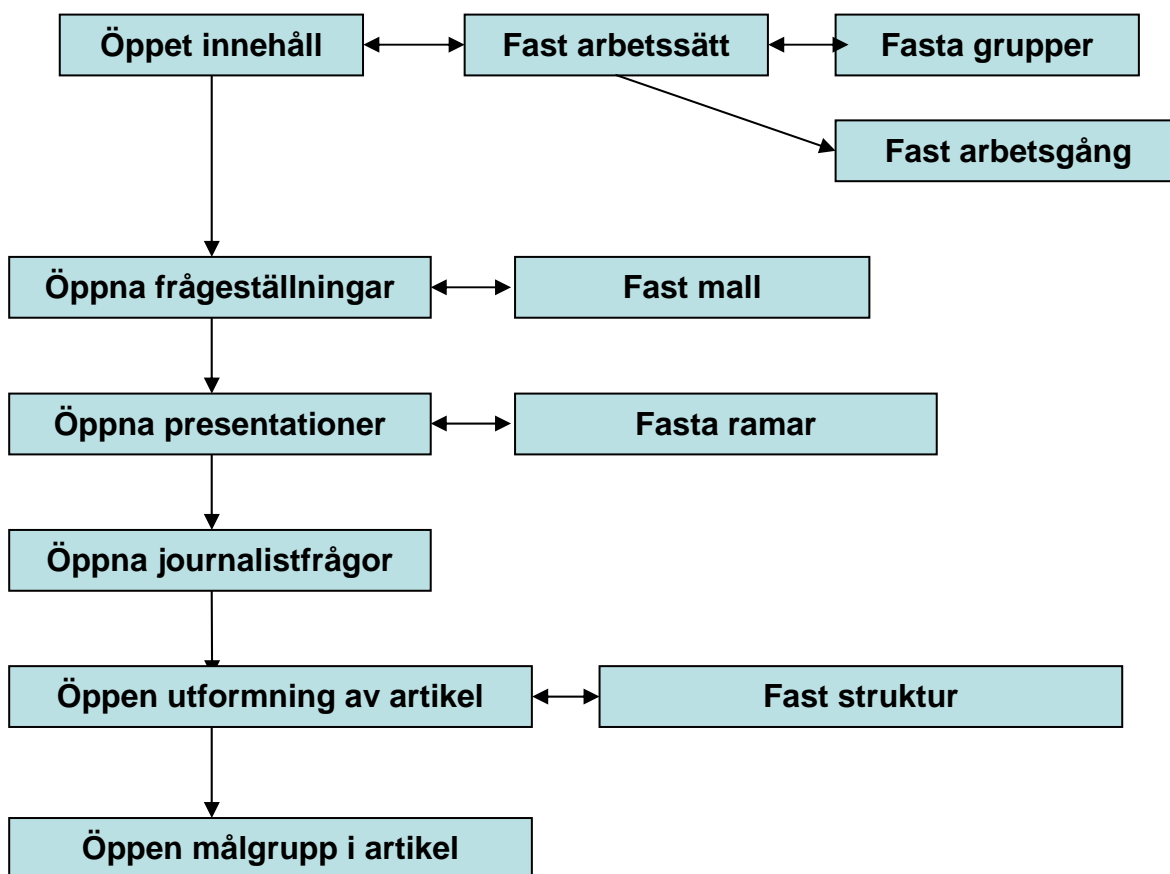 Öppet innehåll
Fast arbetssätt
Fasta grupper
Fast arbetsgång
Öppna frågeställningar
Fast mall
Öppna presentationer
Fasta ramar
Öppna journalistfrågor
Öppen utformning av artikel
Fast struktur
Öppen målgrupp i artikel